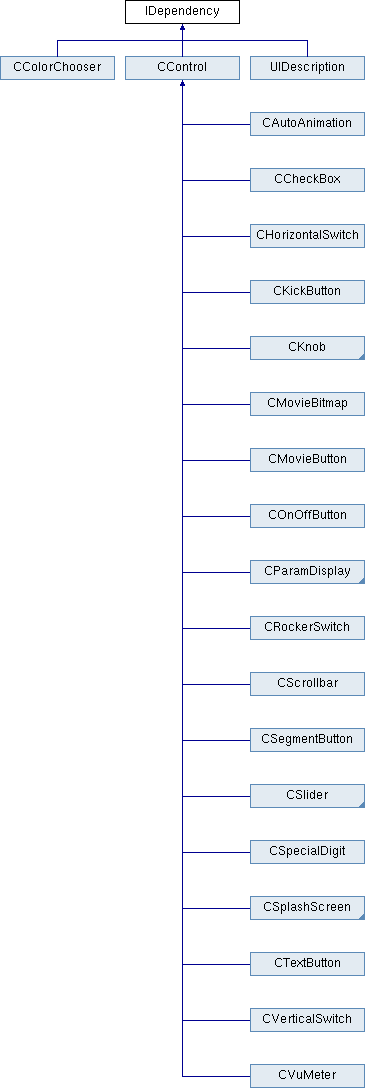 IDependency
CColorChooser
CControl
UIDescription
CAutoAnimation
CCheckBox
CHorizontalSwitch
CKickButton
CKnob
CMovieBitmap
CMovieButton
COnOffButton
CParamDisplay
CRockerSwitch
CScrollbar
CSegmentButton
CSlider
CSpecialDigit
CSplashScreen
CTextButton
CVerticalSwitch
CVuMeter